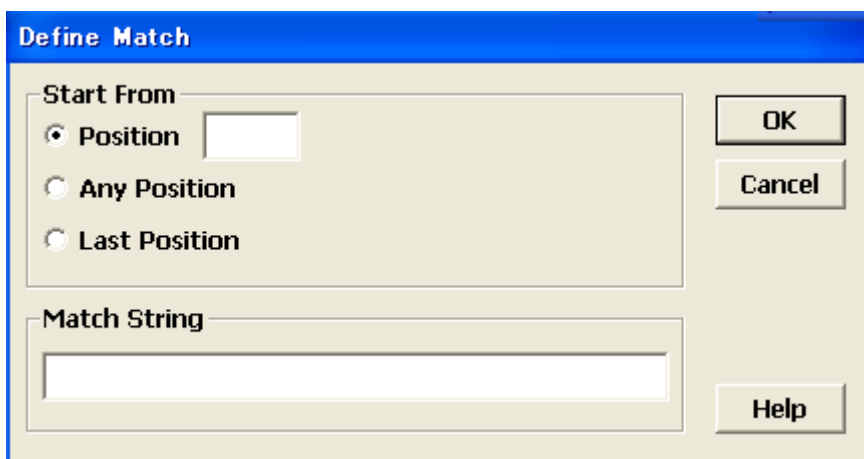 Define Match
Start From
Position
Any Position
Last Position
Match String
OK
Cancel
Help